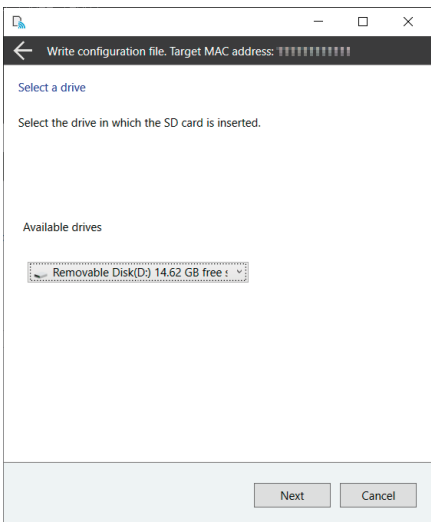 Write configuration file. Target MAC address:
Select a drive
Select the drive in which the SD card is inserted.
Available drives
Removable Disk(D:) 14.62 GB free
Next Cancel